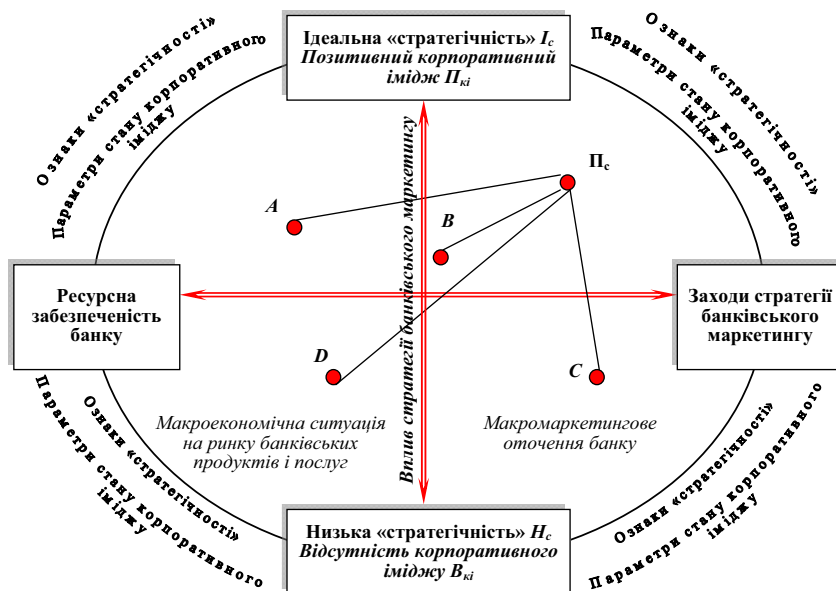 Ознаки «стратегічності»
Параметри стану корпоративного
іміджу
Ідеальна «стратегічність» Iс
Позитивний корпоративний
імідж Пкі
Ознаки «стратегічності»
Параметри стану корпоративного
іміджу
Пс
A
B
Вплив стратегії банківського маркетингу
Ресурсна
забезпеченість
банку
Заходи стратегії
банківського
маркетингу
D
C
Макроекономічна ситуація
на ринку банківських
продуктів і послуг
Макромаркетингове
оточення банку
Ознаки «стратегічності»
Параметри стану корпоративного
іміджу
Низька «стратегічність» Нс
Відсутність корпоративного
іміджу Вкі
Ознаки «стратегічності»
Параметри стану корпоративного
іміджу